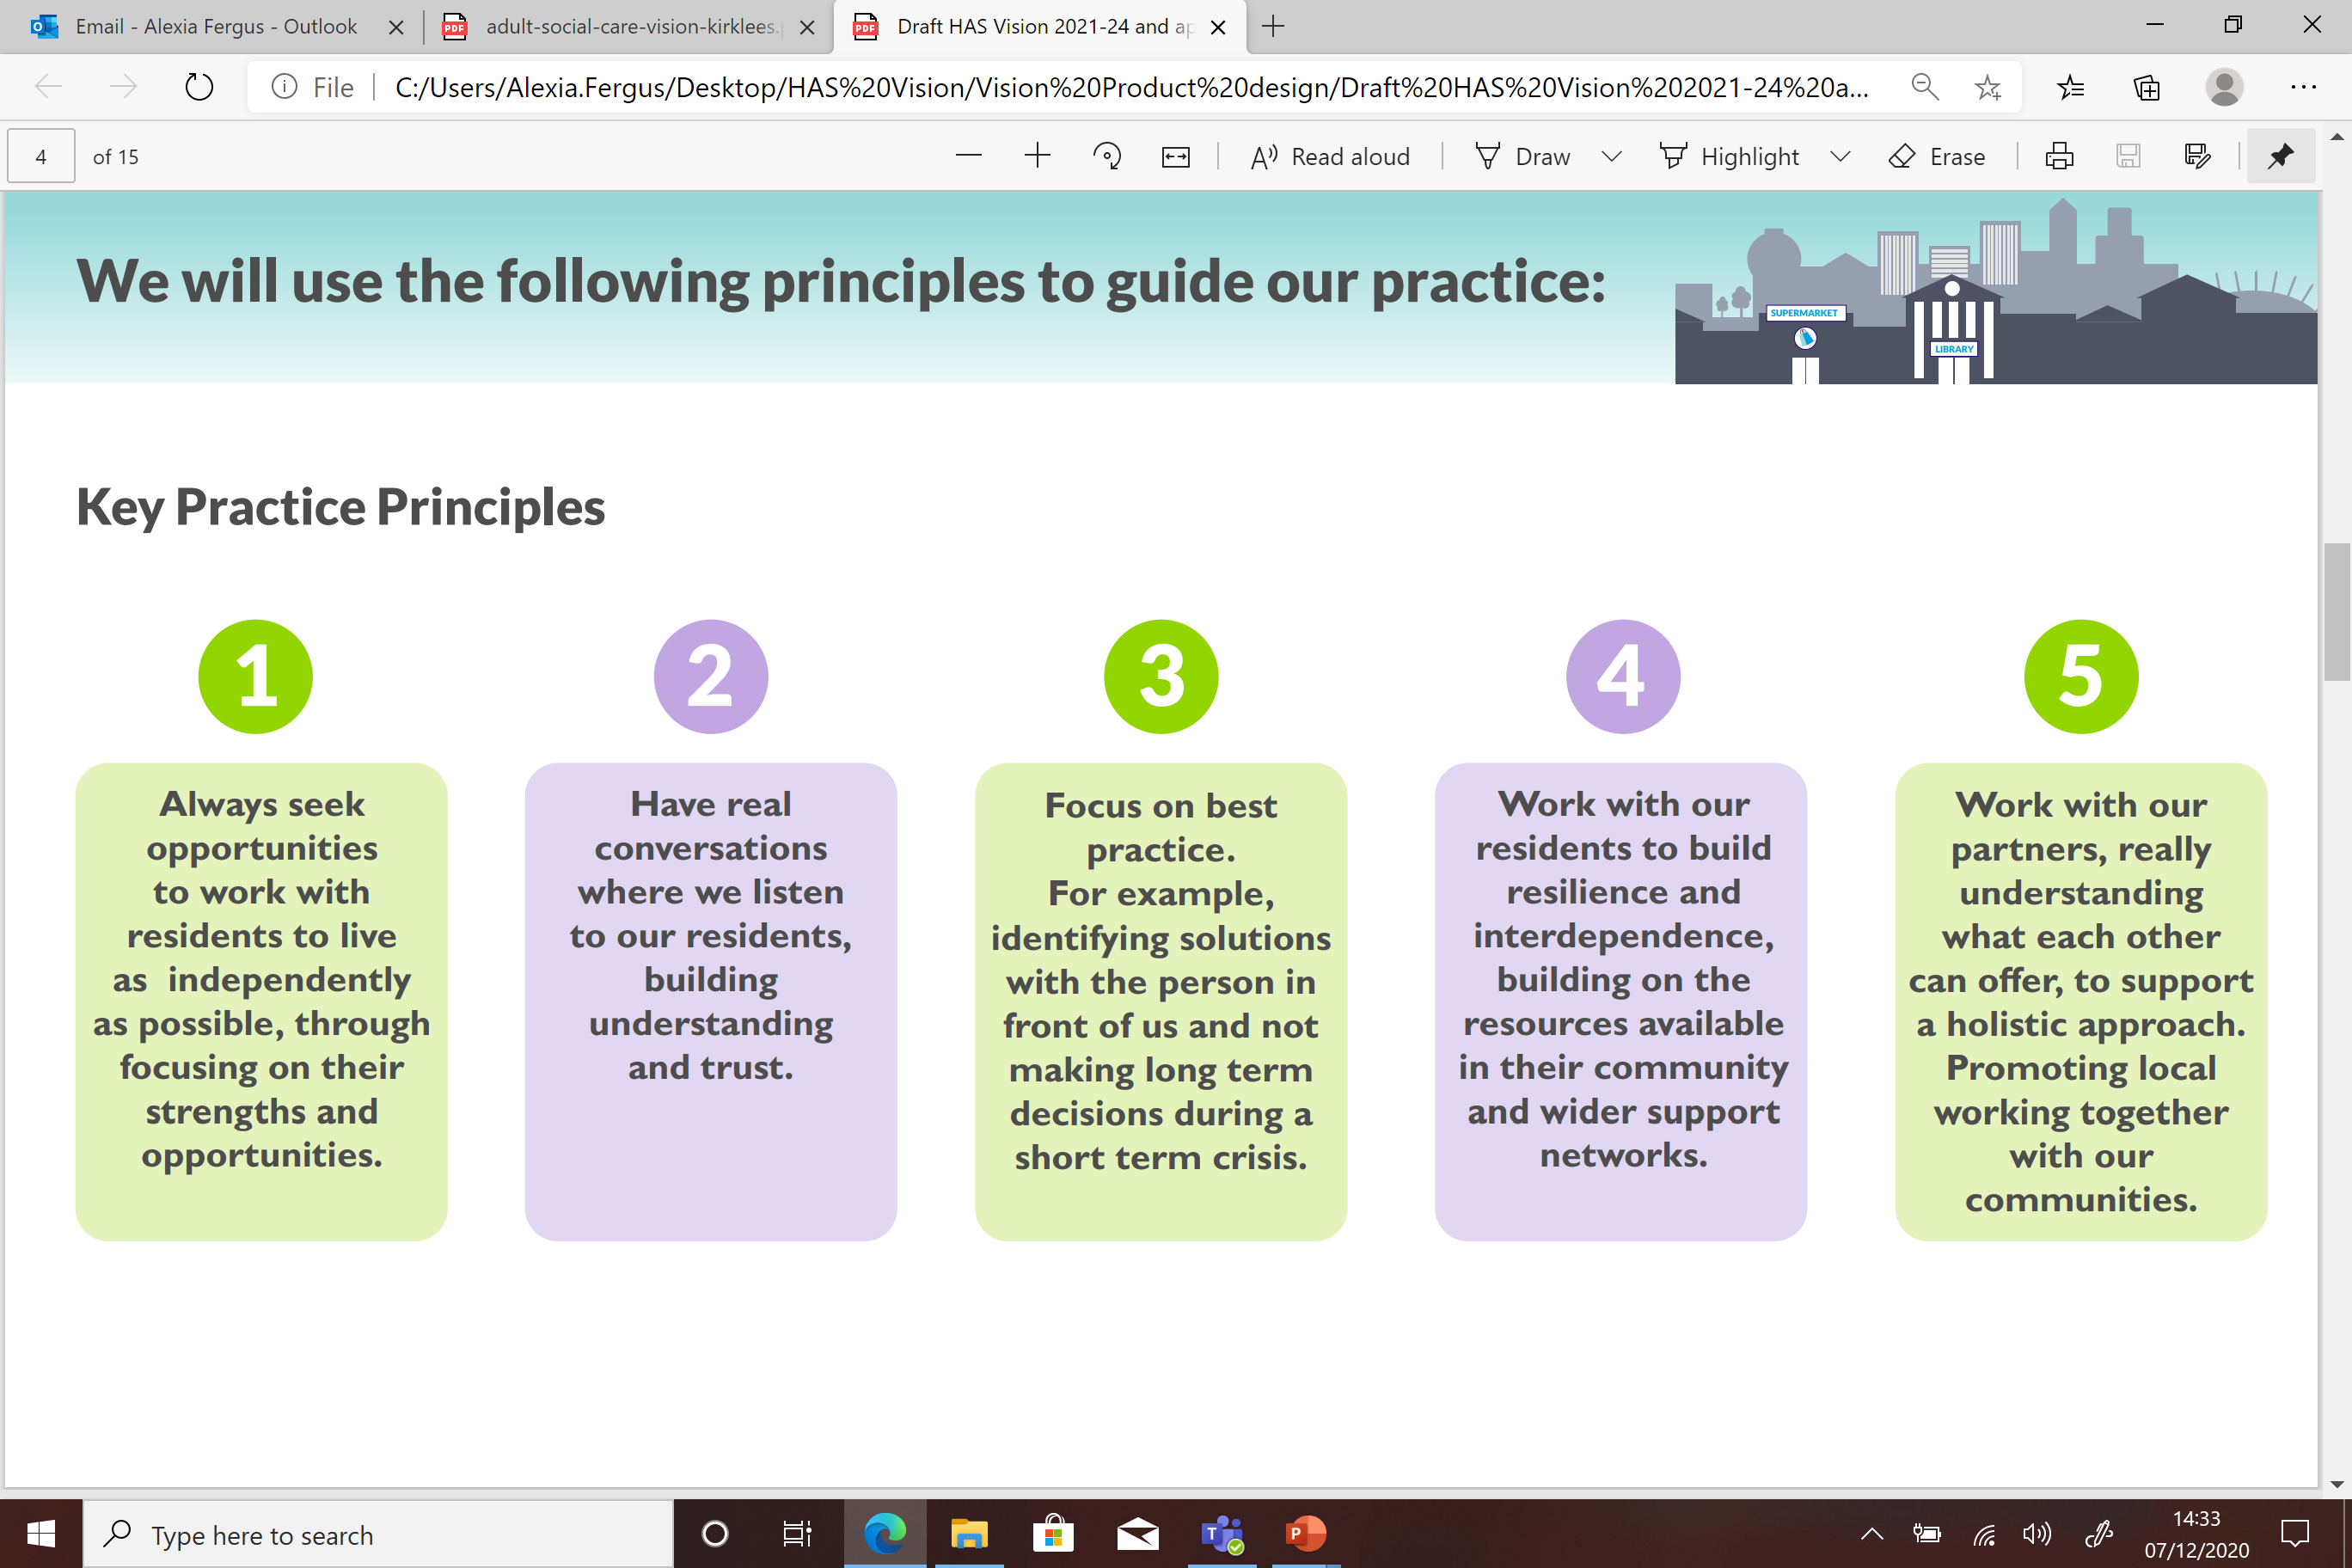 Email - Alexia Fergus - Outlook
adult-social-care-vision-kirklees.
Draft HAS Vision 2021-24 and ap
File
C:/Users/Alexia.Fergus/Desktop/HAS%20Vision/Vision%20Product%20design/Draft%20HAS%20Vision%202021-24%20a...
4 of 15
Read aloud
Draw
Highlight
Erase
We will use the following principles to guide our practice:
SUPERMARKET
LIBRARY
Key Practice Principles
1
Always seek
opportunities
to work with
residents to live
as independently
as possible, through
focusing on their
strengths and
opportunities.
2
Have real
conversations
where we listen
to our residents,
building
understanding
and trust.
3
Focus on best
practice.
For example,
identifying solutions
with the person in
front of us and not
making long term
decisions during a
short term crisis.
4
Work with our
residents to build
resilience and
interdependence,
building on the
resources available
in their community
and wider support
networks.
5
Work with our
partners, really
understanding
what each other
can offer, to support
a holistic approach.
Promoting local
working together
with our
communities.
Type here to search
14:33
07/12/2020